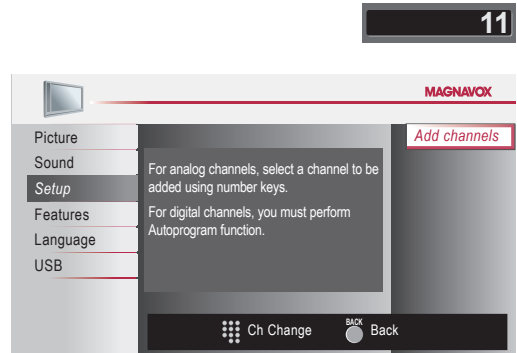 11
MAGNAVOX
Picture
Sound
Setup
Features
Language
USB
Add channels
For analog channels, select a channel to be
added using number keys.
For digital channels, you must perform
Autoprogram function.
Ch Change
BACK Back